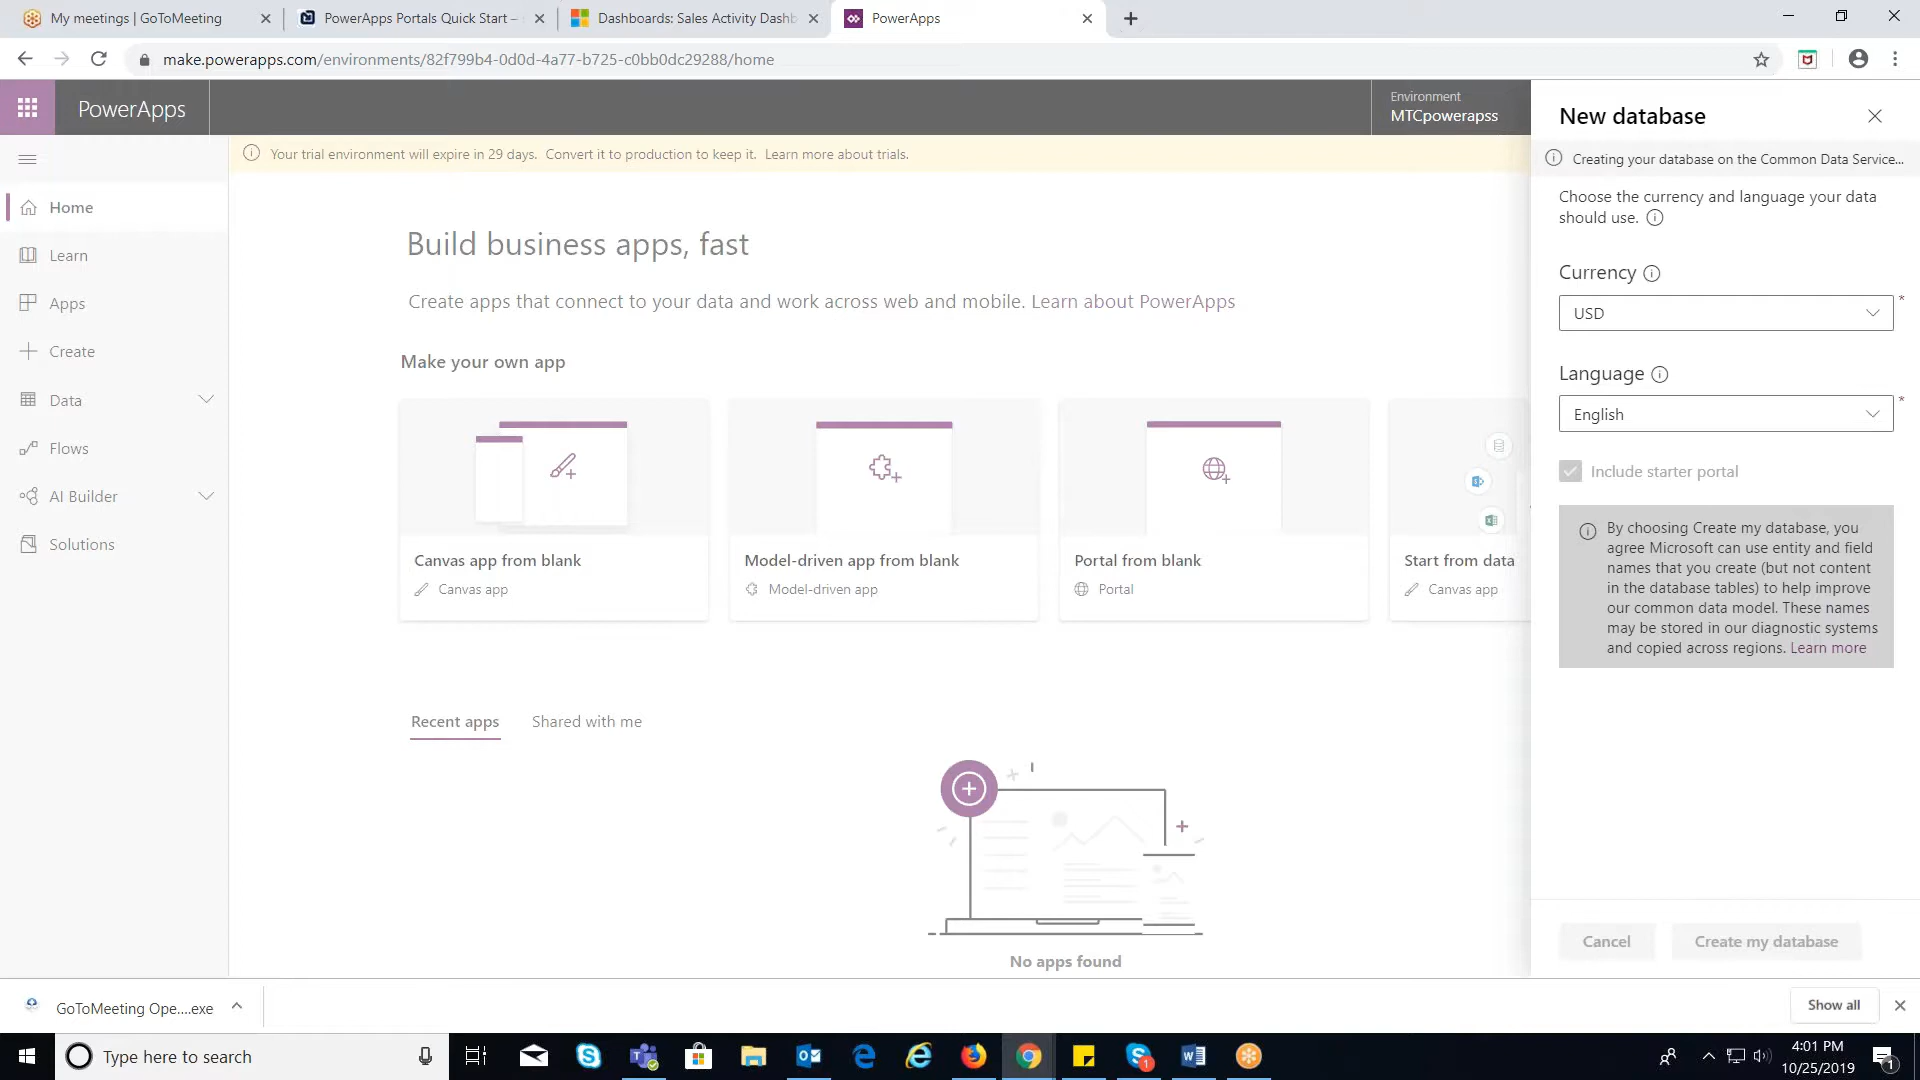 My meetings | GoToMeeting
PowerApps Portals Quick Start –
Dashboards: Sales Activity Dashb
PowerApps
make.powerapps.com/environments/82f799b4-0d0d-4a77-b725-c0bb0dc29288/home
PowerApps
Environment
MTCpowerapss
Your trial environment will expire in 29 days. Convert it to production to keep it. Learn more about trials.
Home
Learn
Apps
Create
Data
Flows
AI Builder
Solutions
Build business apps, fast
Create apps that connect to your data and work across web and mobile. Learn about PowerApps
Make your own app
Canvas app from blank
Canvas app
Model-driven app from blank
Model-driven app
Portal from blank
Portal
Start from data
Canvas app
Recent apps
Shared with me
No apps found
New database
Creating your database on the Common Data Service...
Choose the currency and language your data
should use.
Currency
*
USD
Language
*
English
Include starter portal
By choosing Create my database, you
agree Microsoft can use entity and field
names that you create (but not content
in the database tables) to help improve
our common data model. These names
may be stored in our diagnostic systems
and copied across regions. Learn more
Cancel
Create my database
GoToMeeting Ope....exe
Show all
Type here to search
1
4:01 PM
10/25/2019
1